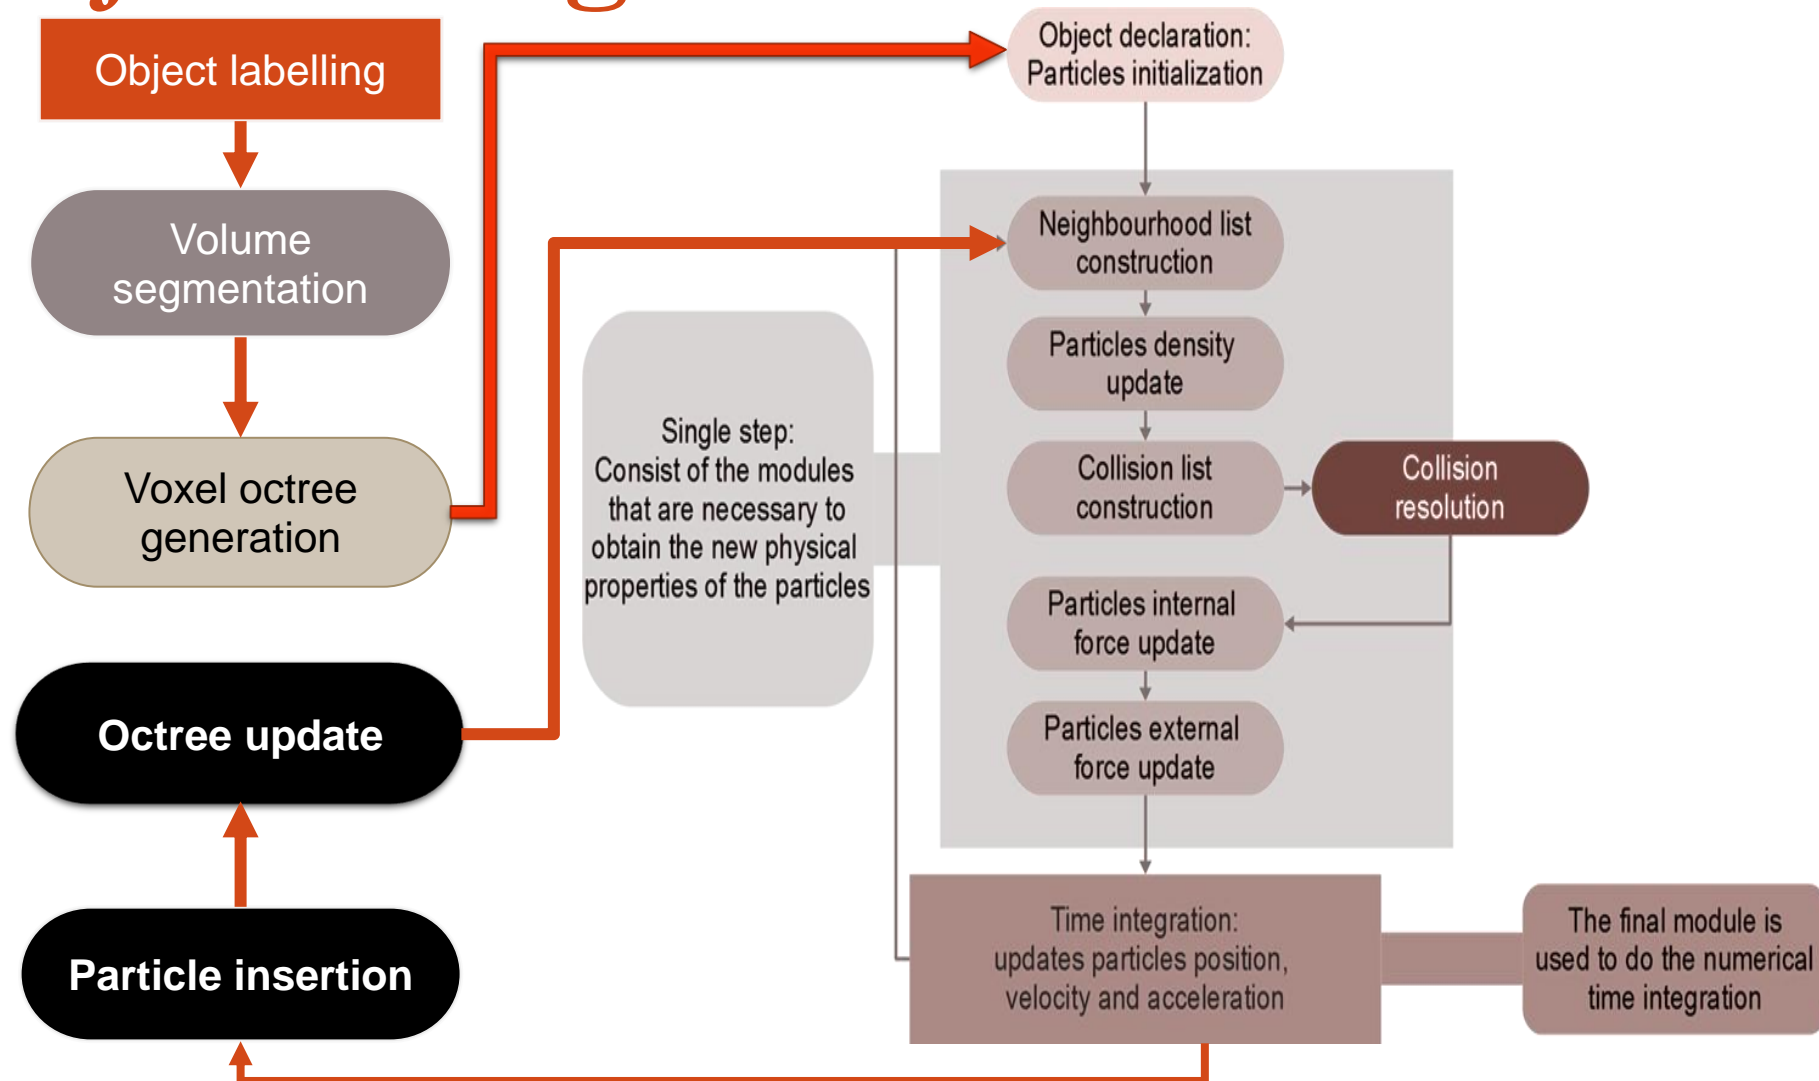 Object labelling
Volume
segmentation
Voxel octree
generation
Octree update
Particle insertion
Single step:
Consist of the modules
that are necessary to
obtain the new physical
properties of the particles
Object declaration:
Particles initialization
Neighbourhood list
construction
Particles density
update
Collision list
construction
Collision
resolution
Particles internal
force update
Particles external
force update
Time integration:
updates particles position,
velocity and acceleration
The final module is
used to do the numerical
time integration